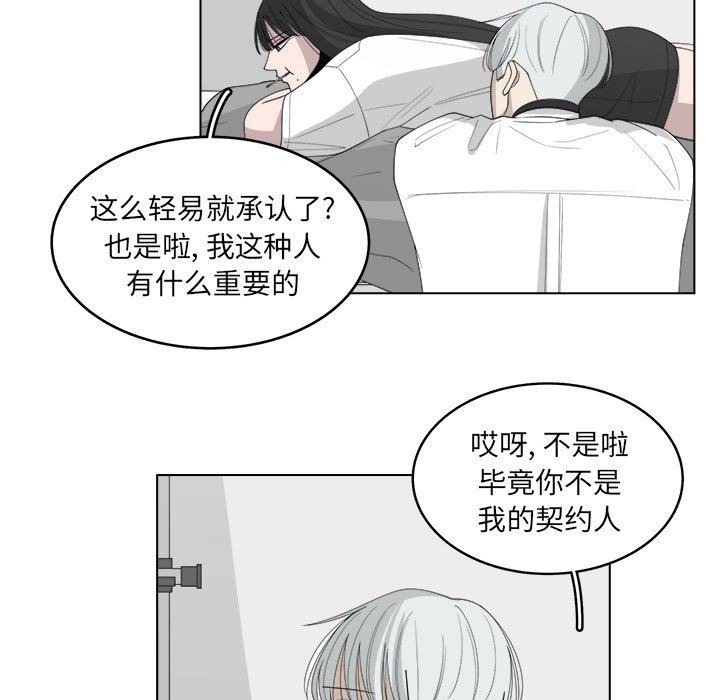 这么轻易就承认了?
也是啦, 我这种人
有什么重要的
哎呀, 不是啦
毕竟你不是
我的契约人